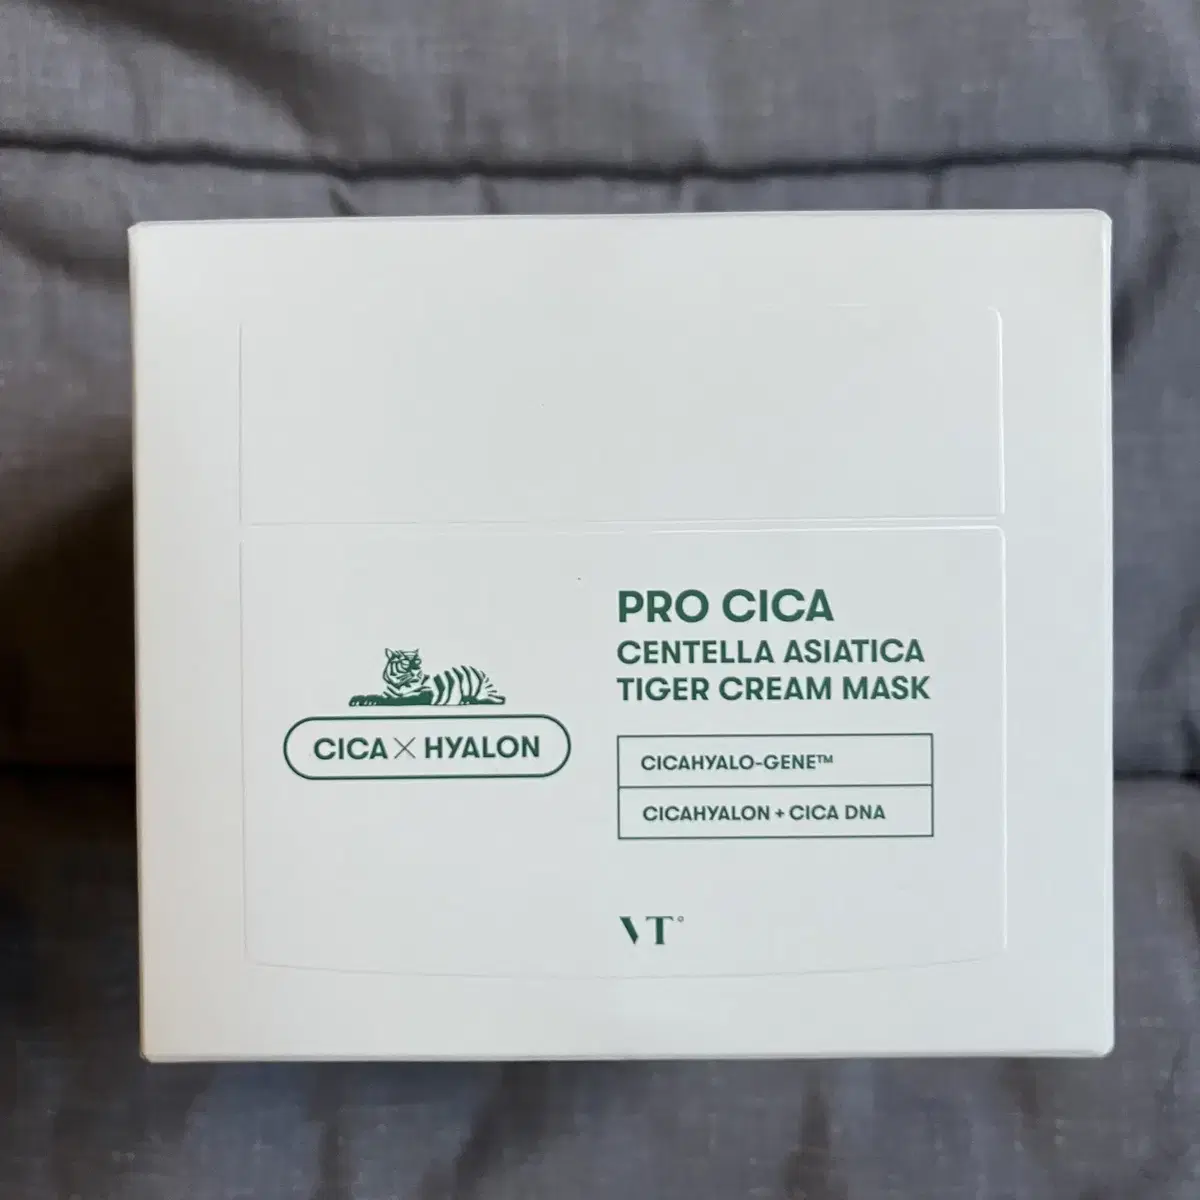 PRO CICA
CENTELLA ASIATICA
TIGER CREAM MASK
CICA X HYALON
CICAHYALO-GENE™
CICAHYALON + CICA DNA
VT°